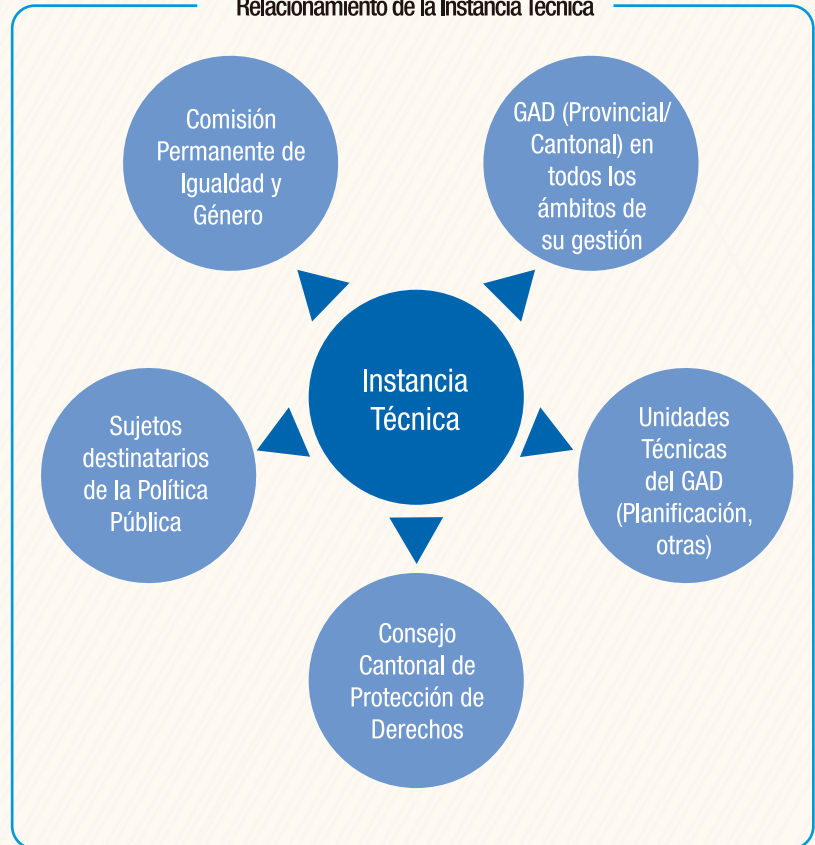 Relacionamiento de la Instancia Técnica
Comisión
Permanente de
Igualdad y
Género
GAD (Provincial/
Cantonal) en
todos los
ámbitos de
su gestión
Instancia
Técnica
Sujetos
destinatarios
de la Política
Pública
Unidades
Técnicas
del GAD
(Planificación,
otras)
Consejo
Cantonal de
Protección de
Derechos